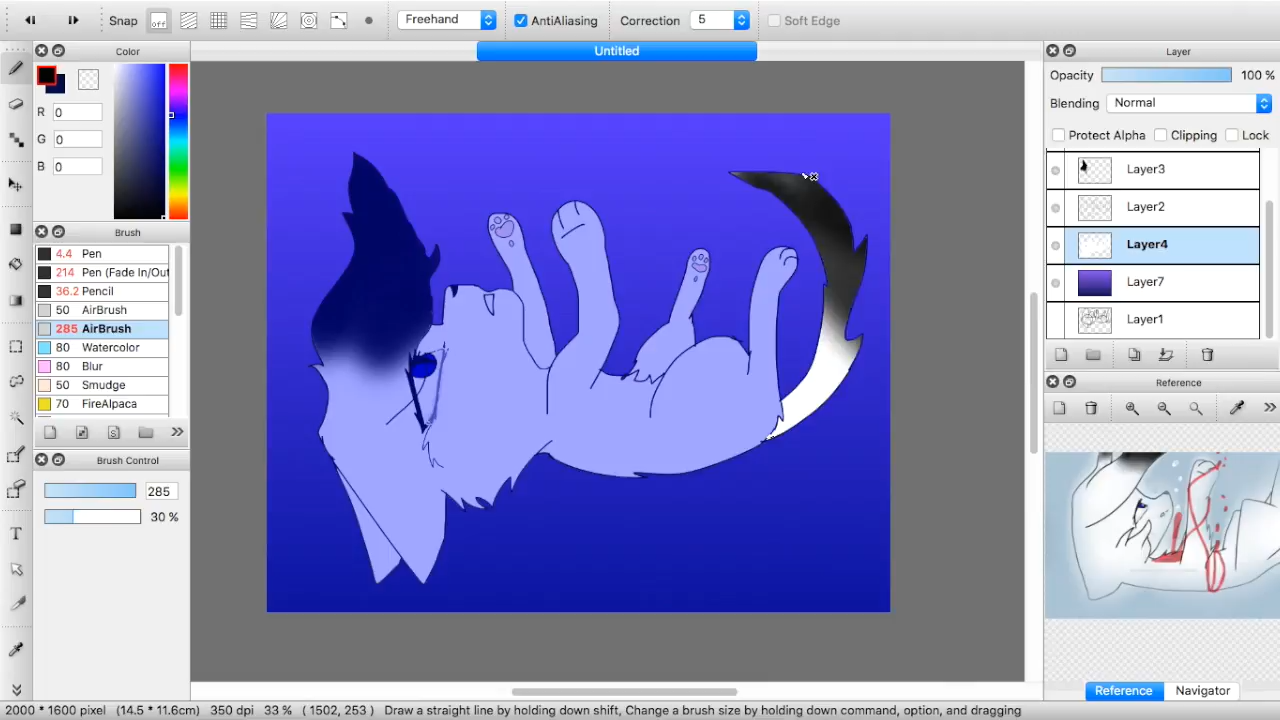 Snap off Freehand AntiAliasing Correction 5 Soft Edge
Untitled
Color
R 0
G 0
B 0
Brush
4.4 Pen
214 Pen (Fade In/Out
36.2 Pencil
50 AirBrush
285 AirBrush
80 Watercolor
80 Blur
50 Smudge
70 FireAlpaca
Brush Control
285
30 %
T
Layer
Opacity 100 %
Blending Normal
Protect Alpha Clipping Lock
Layer3
Layer2
Layer4
Layer7
Layer1
Reference
Reference Navigator
2000 * 1600 pixel (14.5 * 11.6cm) 350 dpi 33 % ( 1502, 253 ) Draw a straight line by holding down shift, Change a brush size by holding down command, option, and dragging